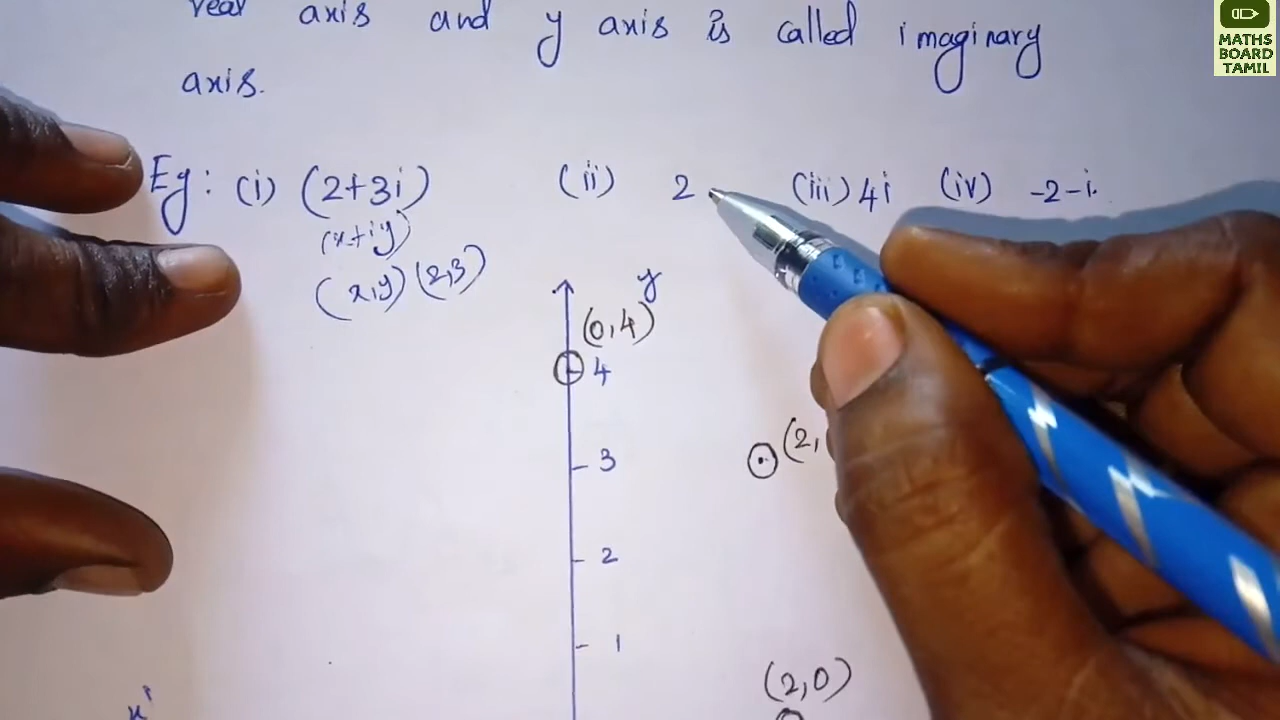 real axis and y axis is called imaginary
axis.
Eg: (i) (2+3i) (ii) 2 (iii) 4i (iv) -2-i.
(x+iy)
(x,y) (2,3)
y
(0,4)
4
(2,
3
2
1
(2,0)
x'
MATHS
BOARD
TAMIL